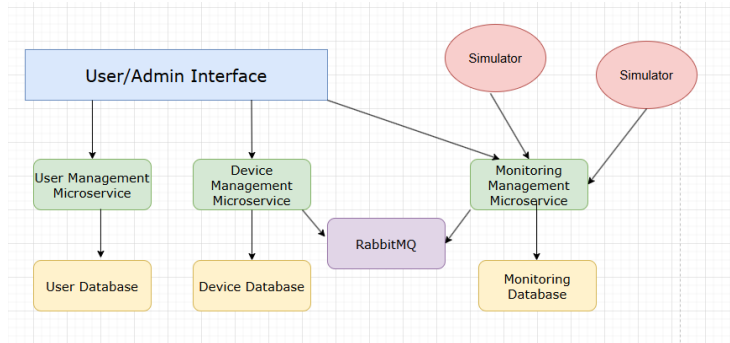 User/Admin Interface
Simulator
Simulator
User Management
Microservice
Device
Management
Microservice
Monitoring
Management
Microservice
RabbitMQ
User Database
Device Database
Monitoring
Database